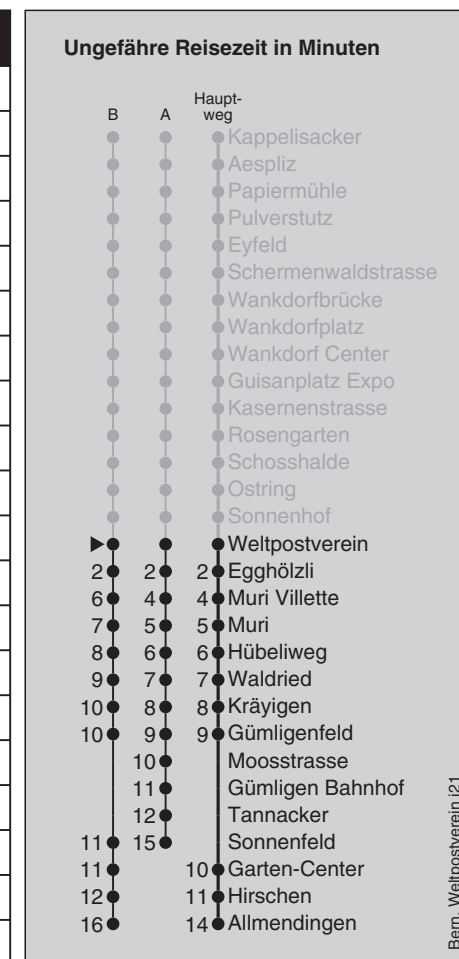 Ungefähre Reisezeit in Minuten
Haupt-
B A weg
Kappelisacker
Aespliz
Papiermühle
Pulverstutz
Eyfeld
Schermenwaldstrasse
Wankdorfbrücke
Wankdorfplatz
Wankdorf Center
Guisanplatz Expo
Kasernenstrasse
Rosengarten
Schosshalde
Ostring
Sonnenhof
Weltpostverein
2 2 2 Egghölzli
6 4 4 Muri Villette
7 5 5 Muri
8 6 6 Hübeliweg
9 7 7 Waldried
10 8 8 Kräyigen
10 9 9 Gümligenfeld
10 Moosstrasse
11 Gümligen Bahnhof
12 Tannacker
11 15 Sonnenfeld
11 10 Garten-Center
12 11 Hirschen
16 14 Allmendingen
Bern, Weltpostverein j21